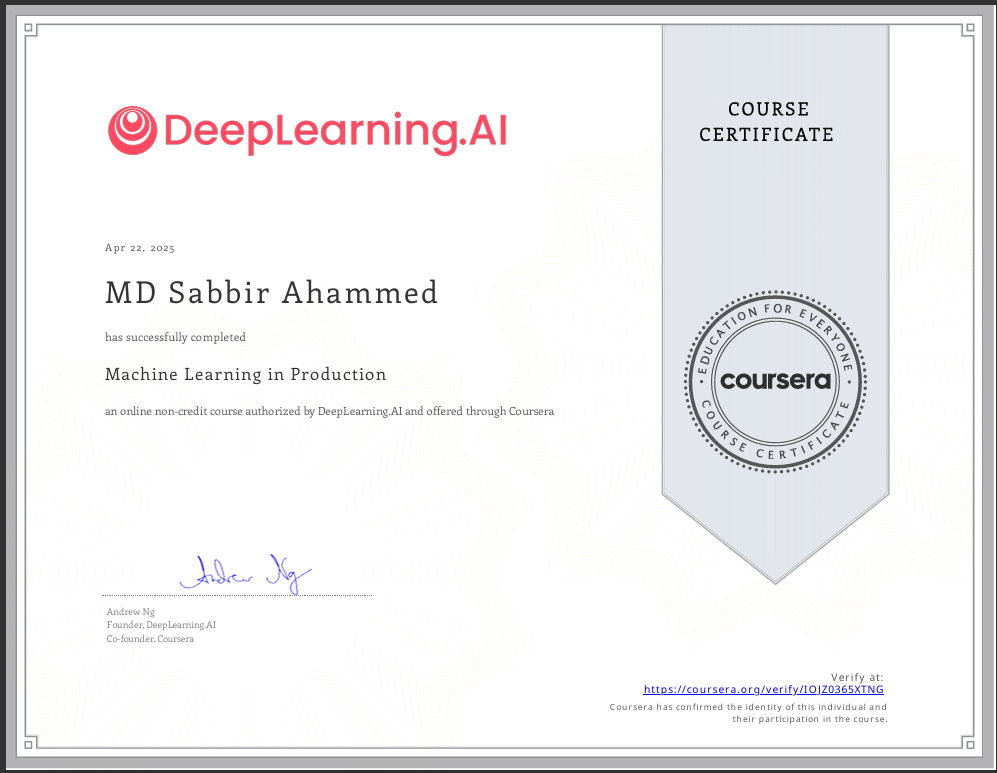 DeepLearning.AI
COURSE
CERTIFICATE
Apr 22, 2025
MD Sabbir Ahammed
has successfully completed
Machine Learning in Production
an online non-credit course authorized by DeepLearning.AI and offered through Coursera
EDUCATION FOR EVERYONE
coursera
COURSE CERTIFICATE
Andrew Ng
Andrew Ng
Founder, DeepLearning.AI
Co-founder, Coursera
Verify at:
https://coursera.org/verify/IOJZ0365XTNG
Coursera has confirmed the identity of this individual and
their participation in the course.